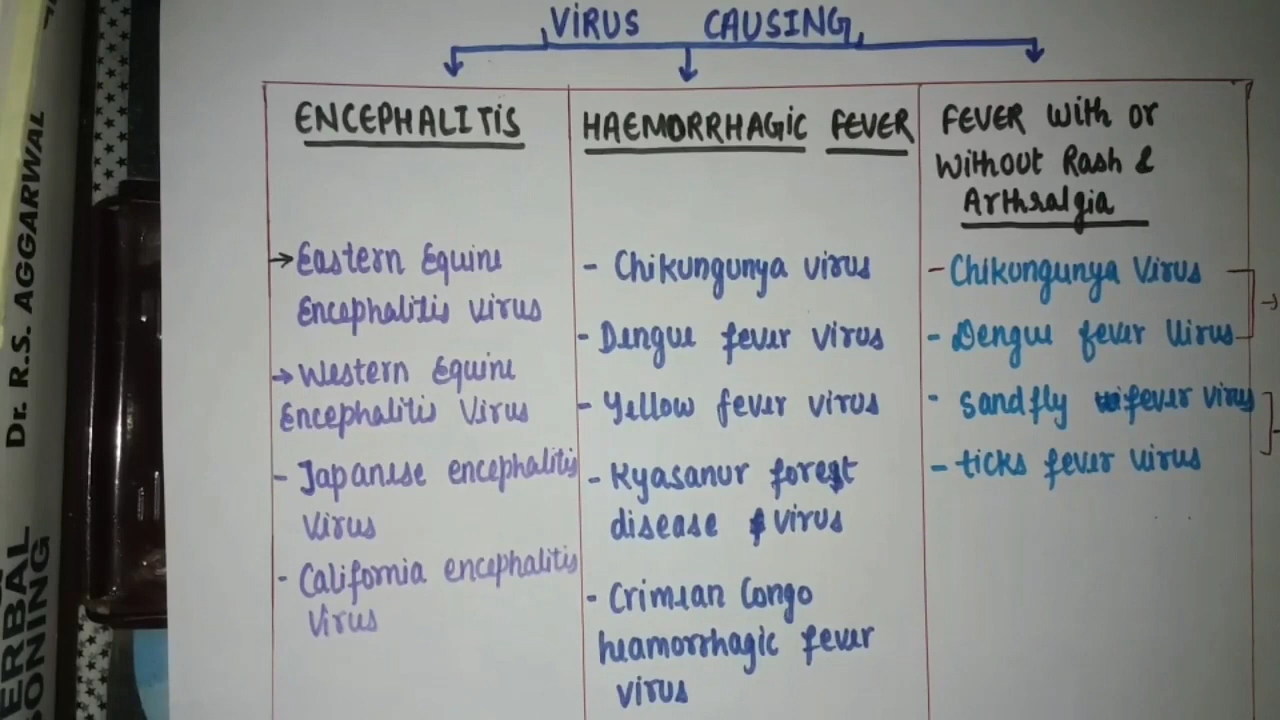 VIRUS CAUSING
ENCEPHALITIS
→Eastern Equine
Encephalitis virus
→Western Equine
Encephalitis Virus
- Japanese encephalitis
Virus
- California encephalitis
Virus
HAEMORRHAGIC FEVER
- Chikungunya virus
- Dengue fever virus
- Yellow fever virus
- Kyasanur forest
disease virus
- Crimean Congo
heamorrhagic fever
virus
FEVER With or
Without Rash &
Arthralgia
- Chikungunya Virus
- Dengue fever Virus
- Sandfly fever virus
- ticks fever virus
Dr. R.S. AGGARWAL
ERBAL
ONING